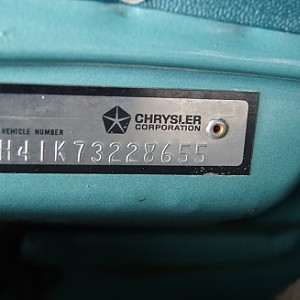 CHRYSLER
CORPORATION
VEHICLE NUMBER
H41K73228655